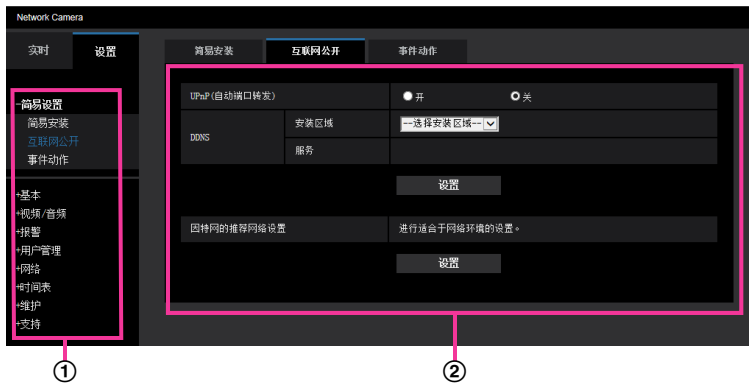 Network Camera
实时 设置
简易安装 互联网公开 事件动作
-简易设置
简易安装
互联网公开
事件动作
+基本
+视频/音频
+报警
+用户管理
+网络
+时间表
+维护
+支持
UPnP(自动端口转发) 开 关
DDNS 安装区域 --选择安装区域--
服务
设置
因特网的推荐网络设置 进行适合于网络环境的设置。
设置
① ②